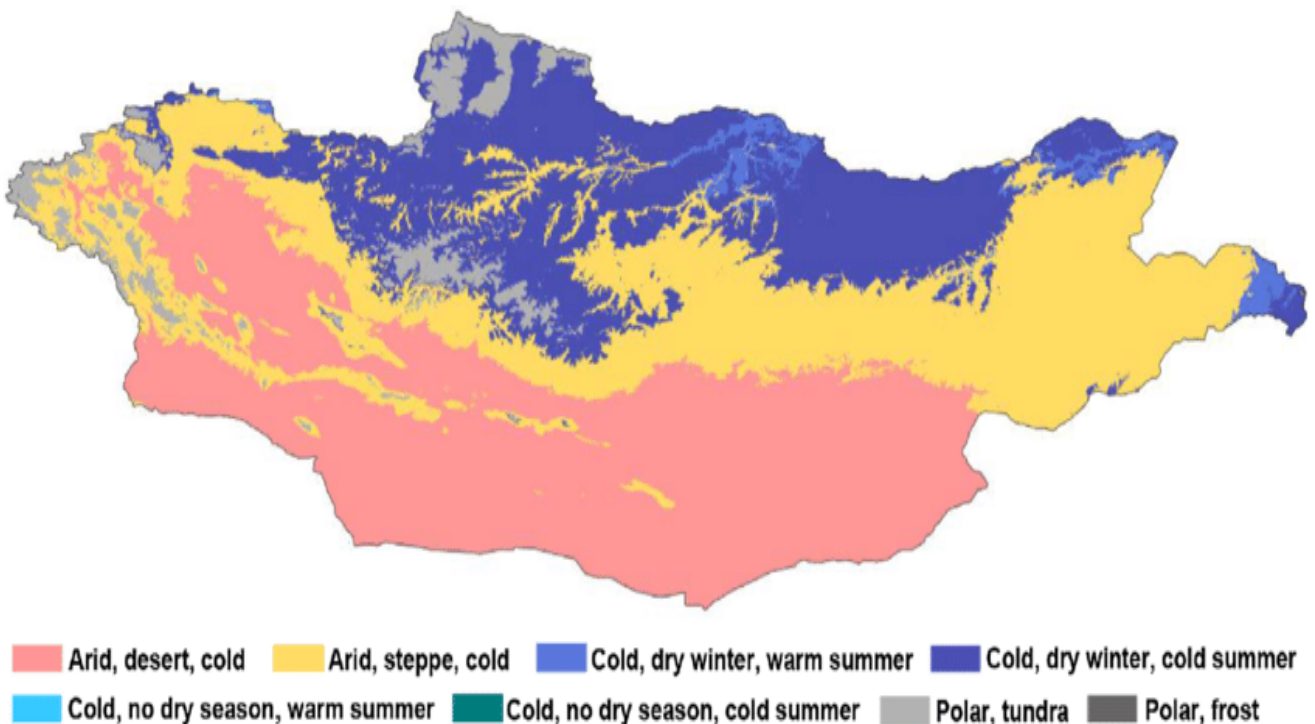 Arid, desert, cold Arid, steppe, cold Cold, dry winter, warm summer Cold, dry winter, cold summer
Cold, no dry season, warm summer Cold, no dry season, cold summer Polar, tundra Polar, frost